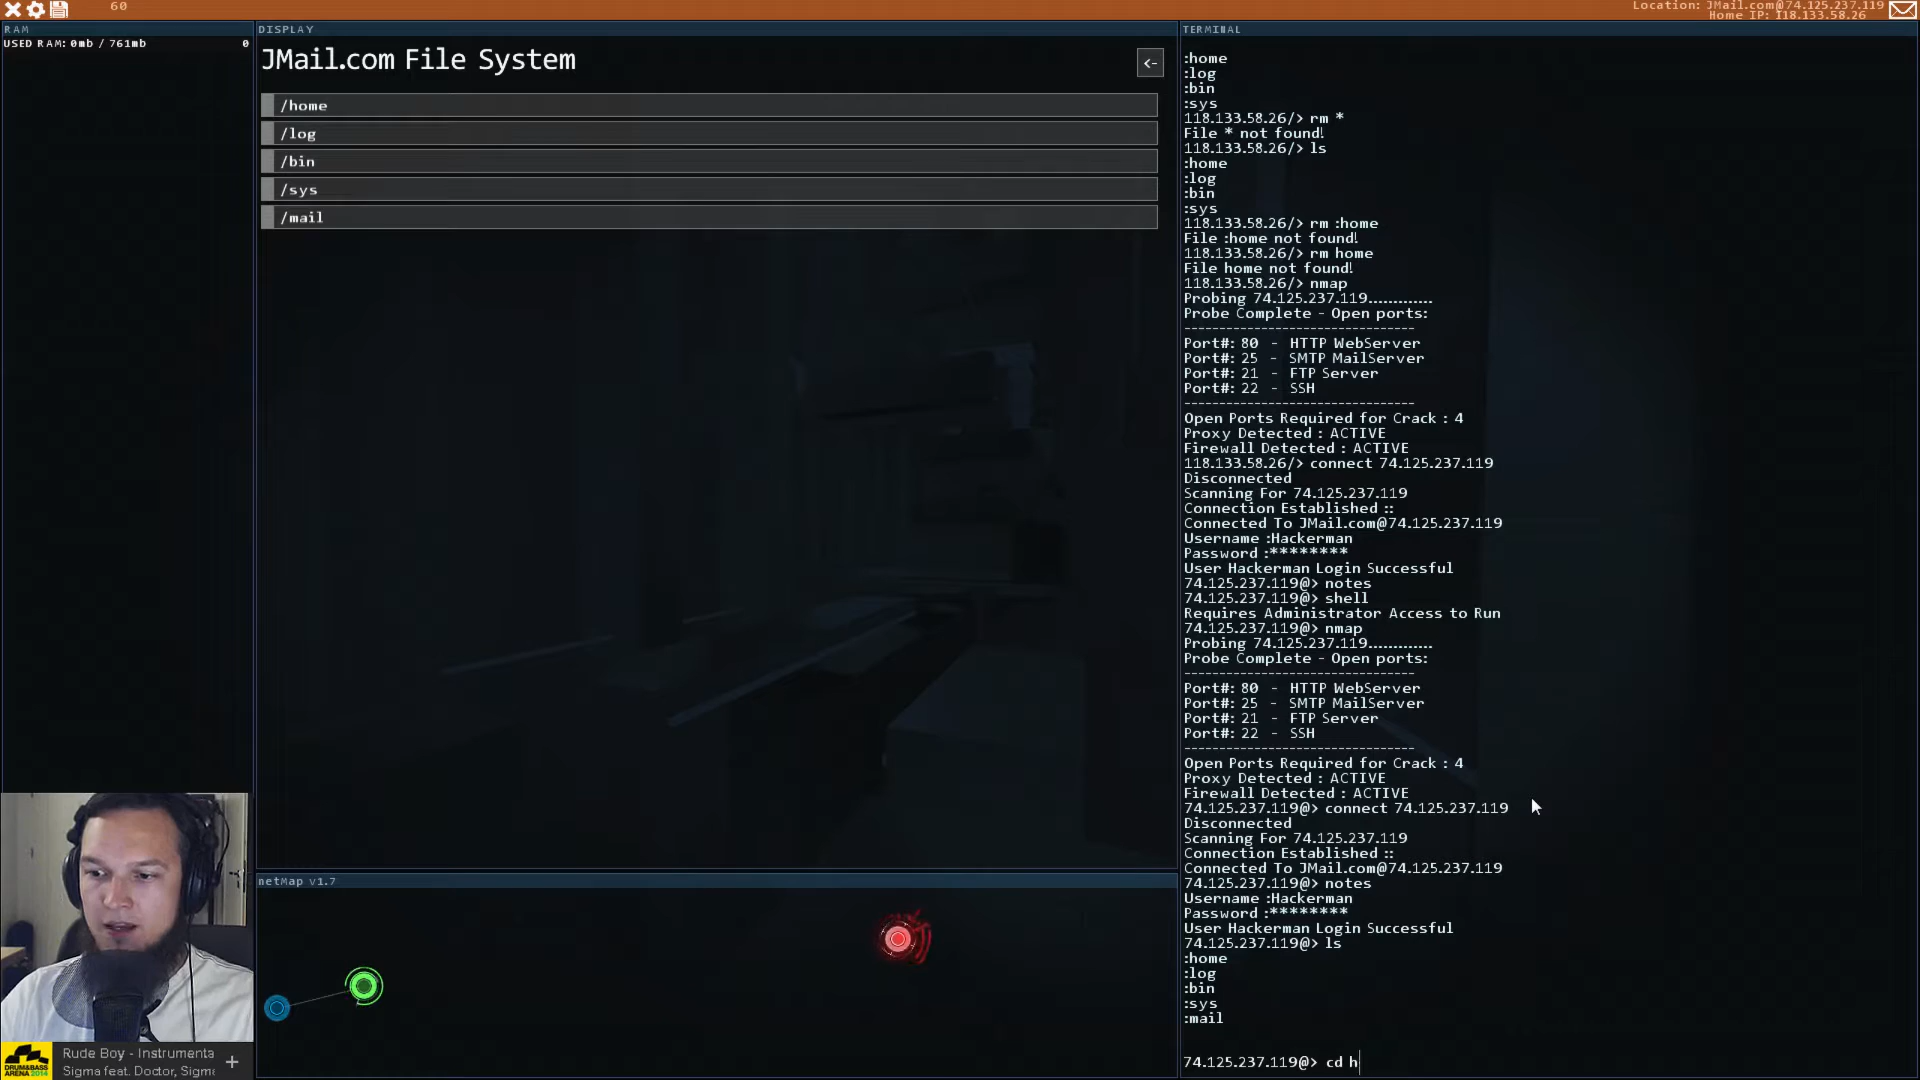 60
Location: JMail.com@74.125.237.119
Home IP: 118.133.58.26
RAM
USED RAM: 0mb / 761mb
0
DISPLAY
JMail.com File System
<-
/home
/log
/bin
/sys
/mail
netMap v1.7
TERMINAL
:home
:log
:bin
:sys
118.133.58.26/> rm *
File * not found!
118.133.58.26/> ls
:home
:log
:bin
:sys
118.133.58.26/> rm :home
File :home not found!
118.133.58.26/> rm home
File home not found!
118.133.58.26/> nmap
Probing 74.125.237.119.............
Probe Complete - Open ports:
---------------------------------
Port#: 80 - HTTP WebServer
Port#: 25 - SMTP MailServer
Port#: 21 - FTP Server
Port#: 22 - SSH
---------------------------------
Open Ports Required for Crack : 4
Proxy Detected : ACTIVE
Firewall Detected : ACTIVE
118.133.58.26/> connect 74.125.237.119
Disconnected
Scanning For 74.125.237.119
Connection Established ::
Connected To JMail.com@74.125.237.119
Username :Hackerman
Password :********
User Hackerman Login Successful
74.125.237.119@> notes
74.125.237.119@> shell
Requires Administrator Access to Run
74.125.237.119@> nmap
Probing 74.125.237.119.............
Probe Complete - Open ports:
---------------------------------
Port#: 80 - HTTP WebServer
Port#: 25 - SMTP MailServer
Port#: 21 - FTP Server
Port#: 22 - SSH
---------------------------------
Open Ports Required for Crack : 4
Proxy Detected : ACTIVE
Firewall Detected : ACTIVE
74.125.237.119@> connect 74.125.237.119
Disconnected
Scanning For 74.125.237.119
Connection Established ::
Connected To JMail.com@74.125.237.119
74.125.237.119@> notes
Username :Hackerman
Password :********
User Hackerman Login Successful
74.125.237.119@> ls
:home
:log
:bin
:sys
:mail
74.125.237.119@> cd h
DRUM&BASS
ARENA 2014
Rude Boy - Instrumenta
Sigma feat. Doctor, Sigm
+